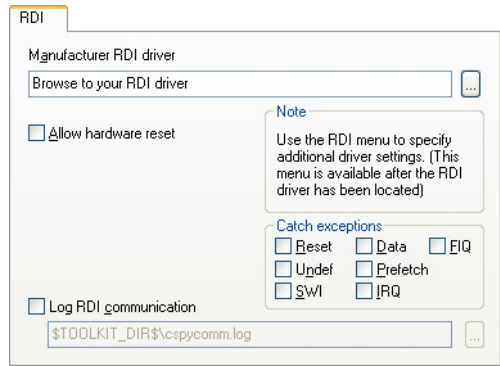 RDI
Manufacturer RDI driver
Browse to your RDI driver
...
Allow hardware reset
Note
Use the RDI menu to specify
additional driver settings. (This
menu is available after the RDI
driver has been located)
Catch exceptions
Reset Data FIQ
Undef Prefetch
SWI IRQ
Log RDI communication
$TOOLKIT_DIR$\cspycomm.log
...